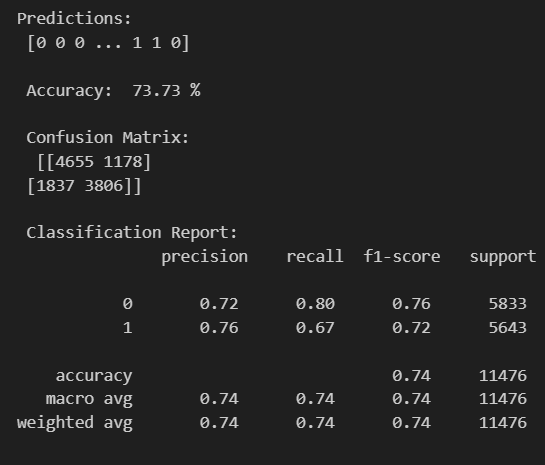 Predictions:
[0 0 0 ... 1 1 0]
Accuracy: 73.73 %
Confusion Matrix:
[[4655 1178]
[1837 3806]]
Classification Report:
precision recall f1-score support
0 0.72 0.80 0.76 5833
1 0.76 0.67 0.72 5643
accuracy 0.74 11476
macro avg 0.74 0.74 0.74 11476
weighted avg 0.74 0.74 0.74 11476